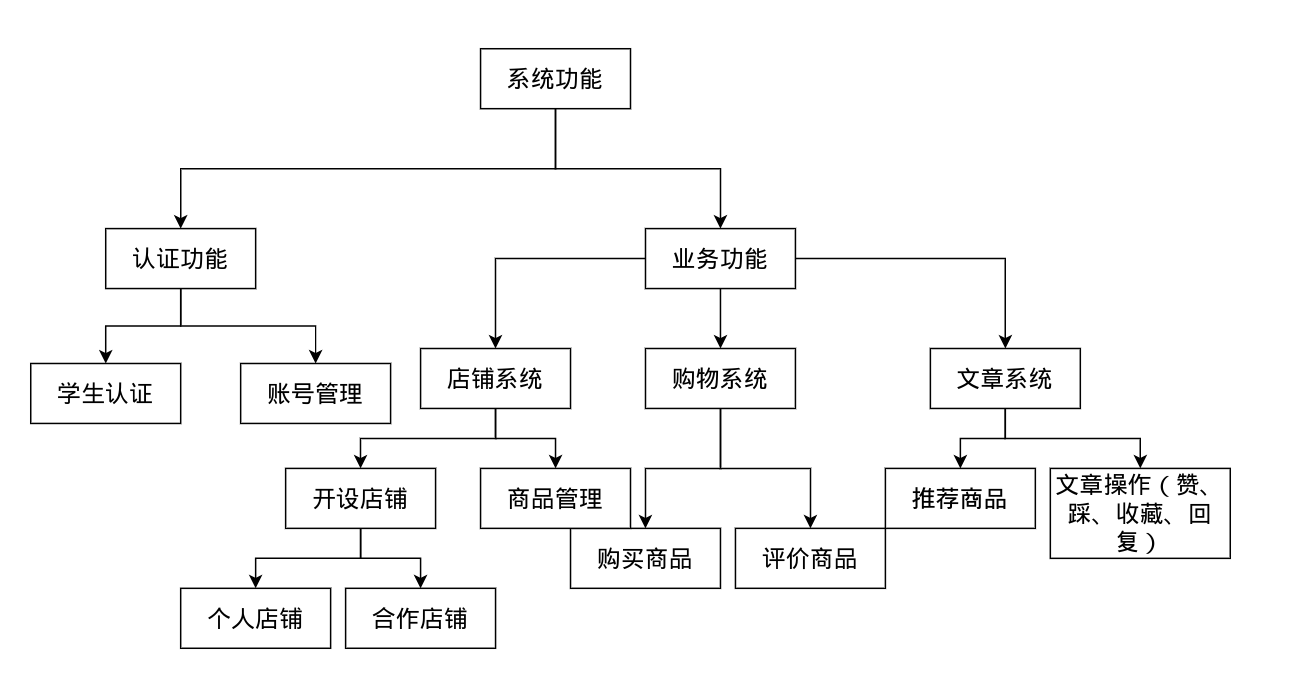 系统功能
认证功能
业务功能
学生认证
账号管理
店铺系统
购物系统
文章系统
开设店铺
商品管理
推荐商品
文章操作（赞、
踩、收藏、回
复）
购买商品
评价商品
个人店铺
合作店铺